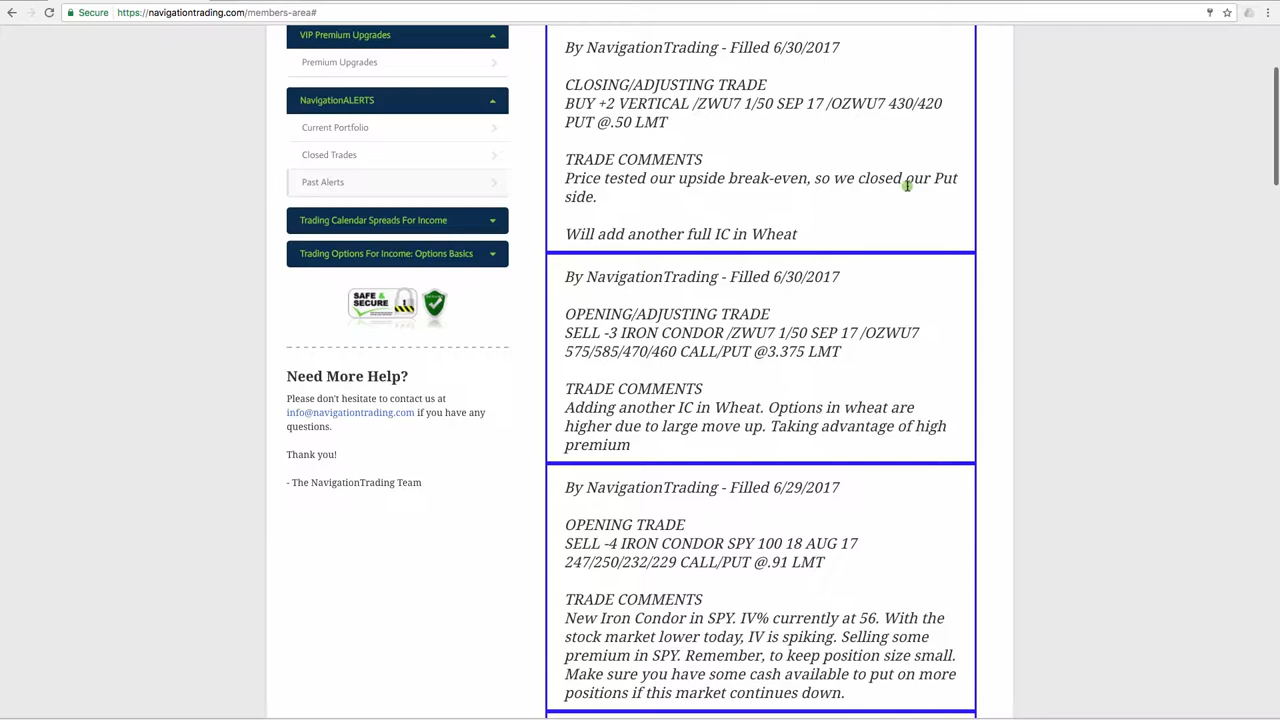 Secure
https://navigationtrading.com/members-area#
VIP Premium Upgrades
Premium Upgrades
NavigationALERTS
Current Portfolio
Closed Trades
Past Alerts
Trading Calendar Spreads For Income
Trading Options For Income: Options Basics
SAFE &
SECURE
Need More Help?
Please don't hesitate to contact us at
info@navigationtrading.com if you have any
questions.
Thank you!
- The NavigationTrading Team
By NavigationTrading - Filled 6/30/2017
CLOSING/ADJUSTING TRADE
BUY +2 VERTICAL /ZWU7 1/50 SEP 17 /OZWU7 430/420
PUT @.50 LMT
TRADE COMMENTS
Price tested our upside break-even, so we closed our Put
side.
Will add another full IC in Wheat
By NavigationTrading - Filled 6/30/2017
OPENING/ADJUSTING TRADE
SELL -3 IRON CONDOR /ZWU7 1/50 SEP 17 /OZWU7
575/585/470/460 CALL/PUT @3.375 LMT
TRADE COMMENTS
Adding another IC in Wheat. Options in wheat are
higher due to large move up. Taking advantage of high
premium
By NavigationTrading - Filled 6/29/2017
OPENING TRADE
SELL -4 IRON CONDOR SPY 100 18 AUG 17
247/250/232/229 CALL/PUT @.91 LMT
TRADE COMMENTS
New Iron Condor in SPY. IV% currently at 56. With the
stock market lower today, IV is spiking. Selling some
premium in SPY. Remember, to keep position size small.
Make sure you have some cash available to put on more
positions if this market continues down.